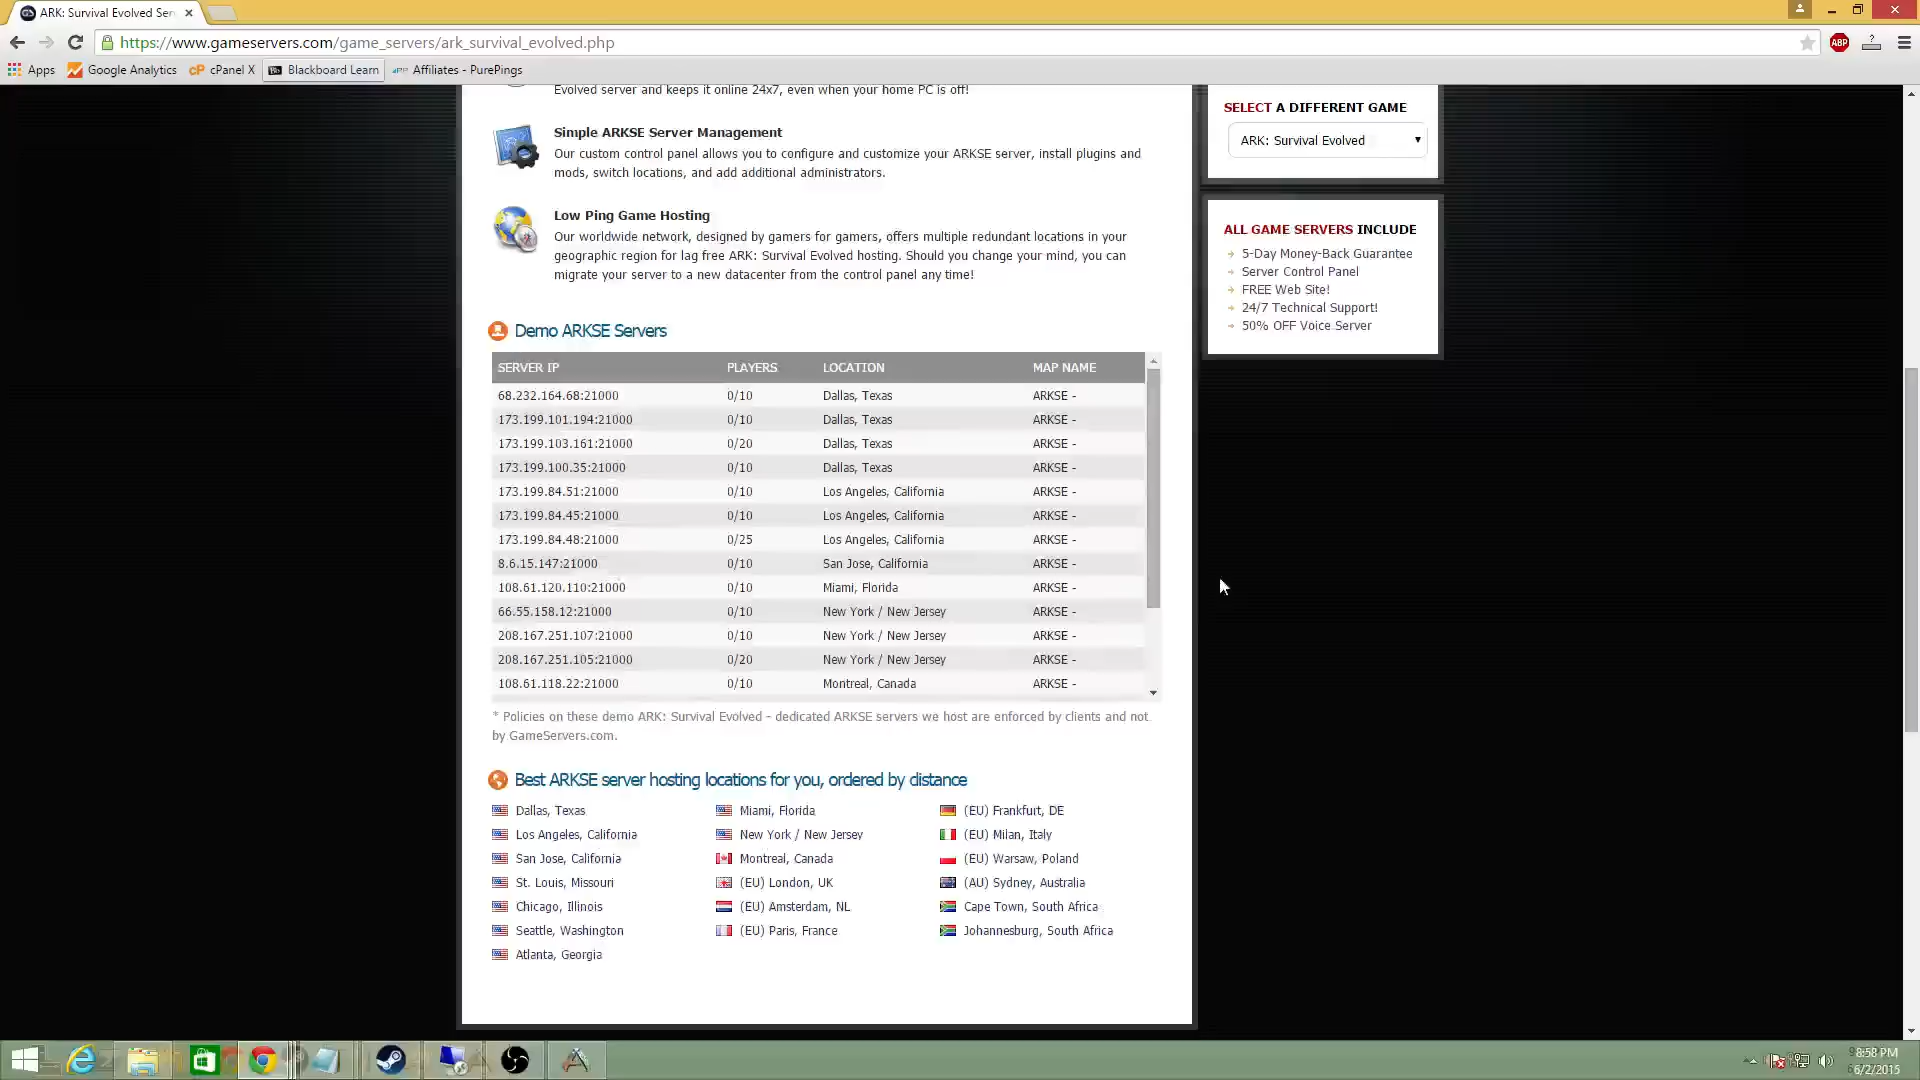 ARK: Survival Evolved Ser
https://www.gameservers.com/game_servers/ark_survival_evolved.php
ABP
Apps
Google Analytics
cPanel X
Blackboard Learn
Affiliates - PurePings
Evolved server and keeps it online 24x7, even when your home PC is off!
Simple ARKSE Server Management
Our custom control panel allows you to configure and customize your ARKSE server, install plugins and
mods, switch locations, and add additional administrators.
Low Ping Game Hosting
Our worldwide network, designed by gamers for gamers, offers multiple redundant locations in your
geographic region for lag free ARK: Survival Evolved hosting. Should you change your mind, you can
migrate your server to a new datacenter from the control panel any time!
SELECT A DIFFERENT GAME
ARK: Survival Evolved
ALL GAME SERVERS INCLUDE
5-Day Money-Back Guarantee
Server Control Panel
FREE Web Site!
24/7 Technical Support!
50% OFF Voice Server
Demo ARKSE Servers
SERVER IP PLAYERS LOCATION MAP NAME
68.232.164.68:21000 0/10 Dallas, Texas ARKSE -
173.199.101.194:21000 0/10 Dallas, Texas ARKSE -
173.199.103.161:21000 0/20 Dallas, Texas ARKSE -
173.199.100.35:21000 0/10 Dallas, Texas ARKSE -
173.199.84.51:21000 0/10 Los Angeles, California ARKSE -
173.199.84.45:21000 0/10 Los Angeles, California ARKSE -
173.199.84.48:21000 0/25 Los Angeles, California ARKSE -
8.6.15.147:21000 0/10 San Jose, California ARKSE -
108.61.120.110:21000 0/10 Miami, Florida ARKSE -
66.55.158.12:21000 0/10 New York / New Jersey ARKSE -
208.167.251.107:21000 0/10 New York / New Jersey ARKSE -
208.167.251.105:21000 0/20 New York / New Jersey ARKSE -
108.61.118.22:21000 0/10 Montreal, Canada ARKSE -
* Policies on these demo ARK: Survival Evolved - dedicated ARKSE servers we host are enforced by clients and not
by GameServers.com.
Best ARKSE server hosting locations for you, ordered by distance
Dallas, Texas Miami, Florida (EU) Frankfurt, DE
Los Angeles, California New York / New Jersey (EU) Milan, Italy
San Jose, California Montreal, Canada (EU) Warsaw, Poland
St. Louis, Missouri (EU) London, UK (AU) Sydney, Australia
Chicago, Illinois (EU) Amsterdam, NL Cape Town, South Africa
Seattle, Washington (EU) Paris, France Johannesburg, South Africa
Atlanta, Georgia
8:58 PM
6/2/2015